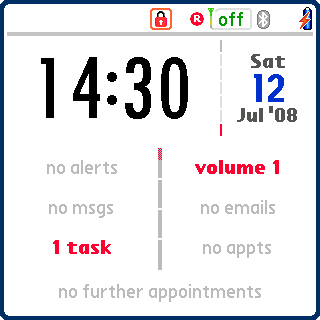 R off
14:30
Sat
12
Jul '08
no alerts volume 1
no msgs no emails
1 task no appts
no further appointments